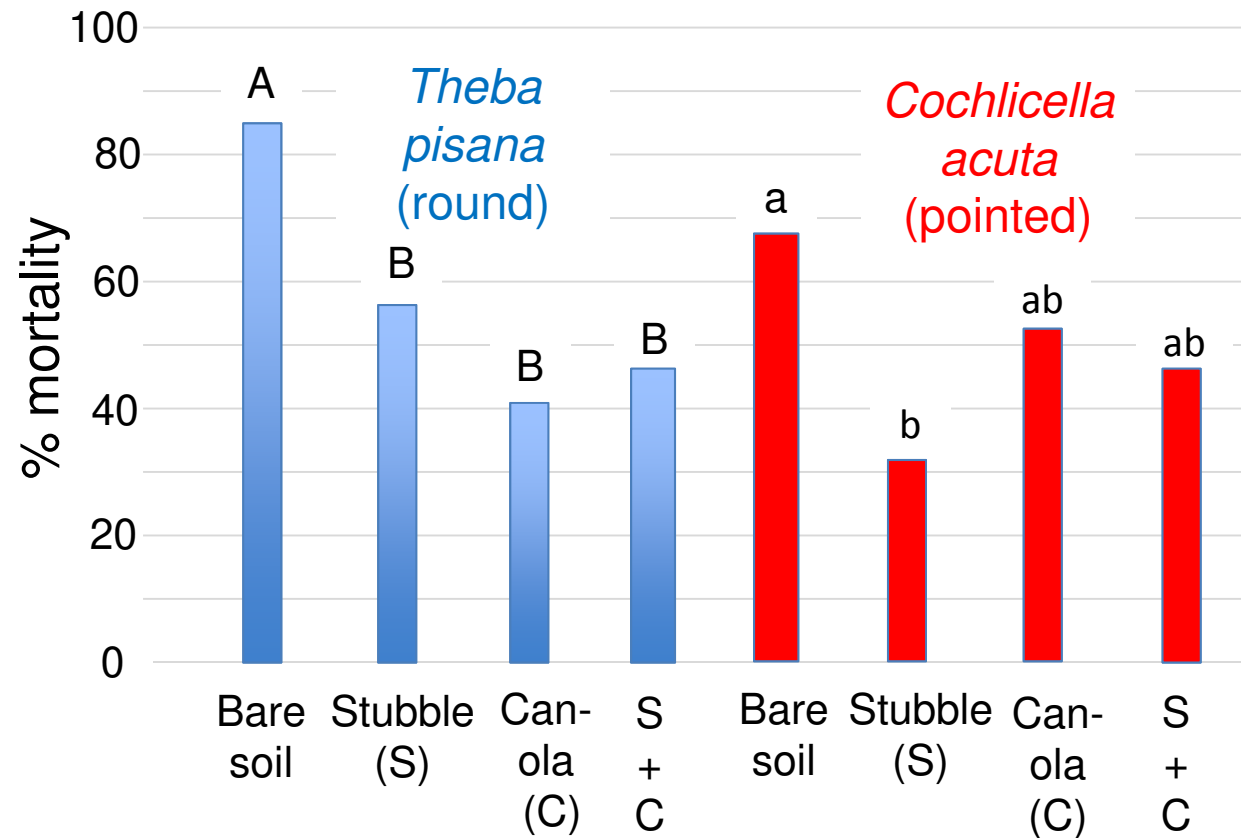 100
80
60
40
20
0
% mortality
A
B
B
B
Theba
pisana
(round)
a
b
ab
ab
Cochlicella
acuta
(pointed)
Bare
soil
Stubble
(S)
Can-
ola
(C)
S
+
C
Bare
soil
Stubble
(S)
Can-
ola
(C)
S
+
C